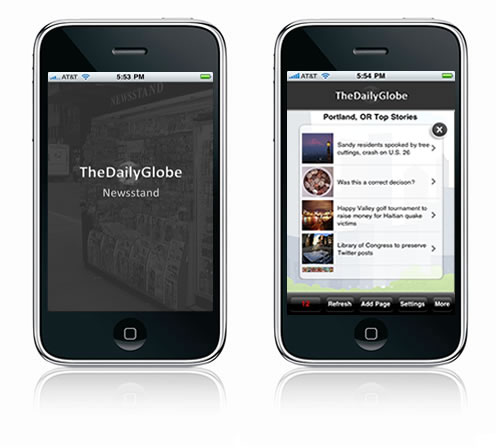 AT&T 5:53 PM
NEWSSTAND
TheDailyGlobe
Newsstand
AT&T 5:54 PM
TheDailyGlobe
Portland, OR Top Stories
Sandy residents spooked by tree
cuttings, crash on U.S. 26
Was this a correct decison?
Happy Valley golf tournament to
raise money for Haitian quake
victims
Library of Congress to preserve
Twitter posts
Refresh Add Page Settings More